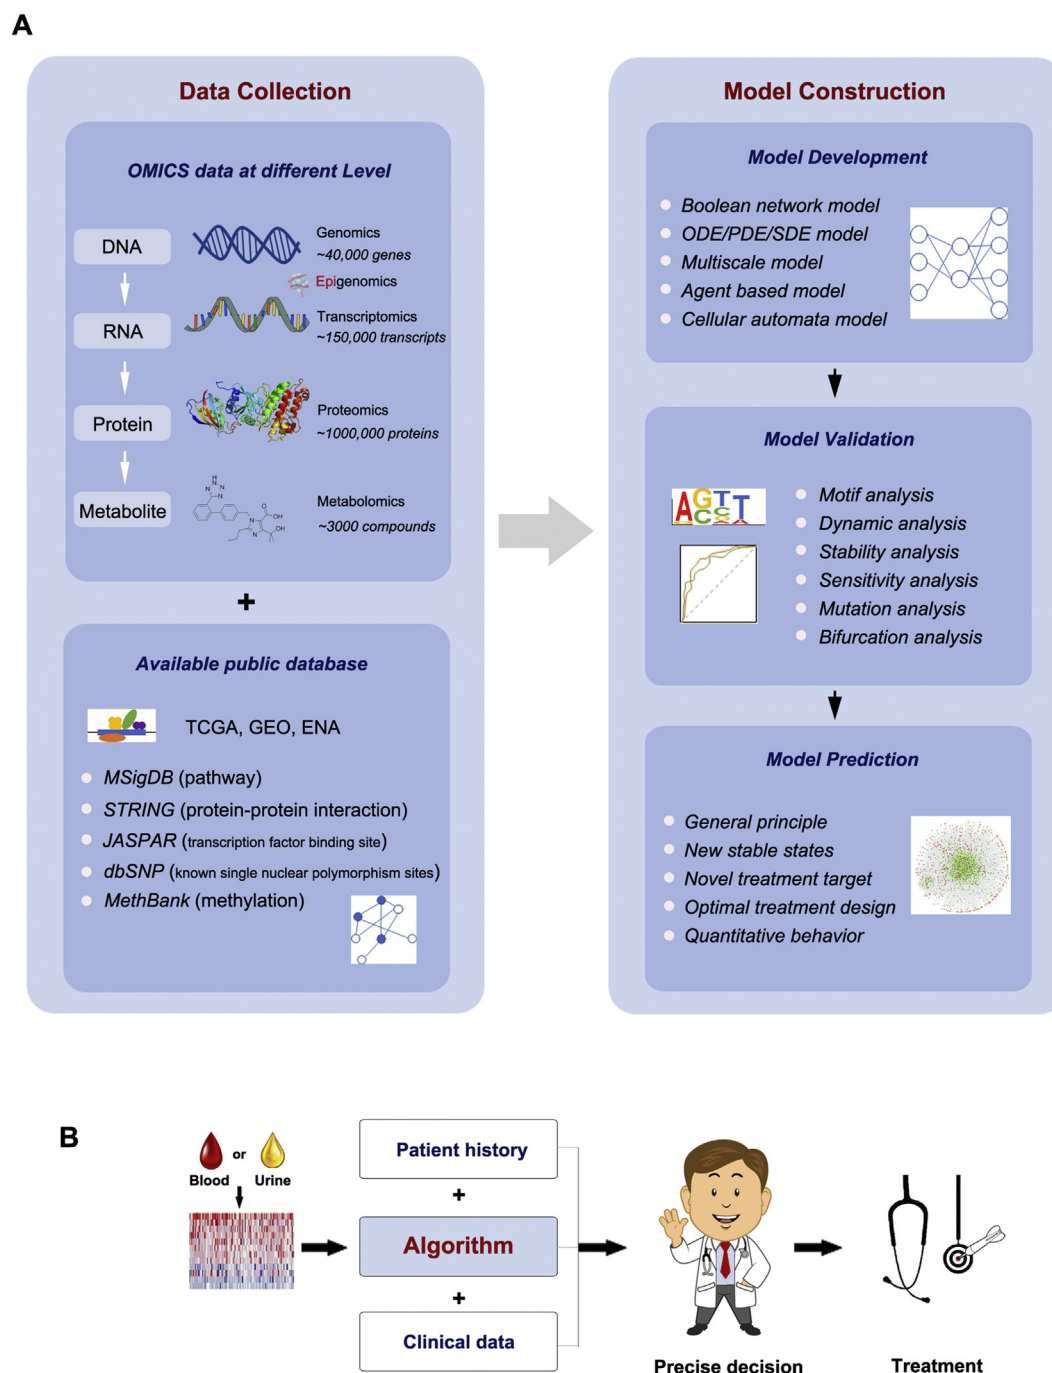 A
Data Collection
OMICS data at different Level
DNA
Genomics
~40,000 genes
Epigenomics
RNA
Transcriptomics
~150,000 transcripts
Protein
Proteomics
~1000,000 proteins
Metabolite
Metabolomics
~3000 compounds
N
N
N
N
H
OH
O
OH
N
N
+
Available public database
TCGA, GEO, ENA
MSigDB (pathway)
STRING (protein-protein interaction)
JASPAR (transcription factor binding site)
dbSNP (known single nuclear polymorphism sites)
MethBank (methylation)
Model Construction
Model Development
Boolean network model
ODE/PDE/SDE model
Multiscale model
Agent based model
Cellular automata model
Model Validation
AGTT
CC
Motif analysis
Dynamic analysis
Stability analysis
Sensitivity analysis
Mutation analysis
Bifurcation analysis
Model Prediction
General principle
New stable states
Novel treatment target
Optimal treatment design
Quantitative behavior
B
Blood or Urine
Patient history
+
Algorithm
+
Clinical data
Precise decision
Treatment